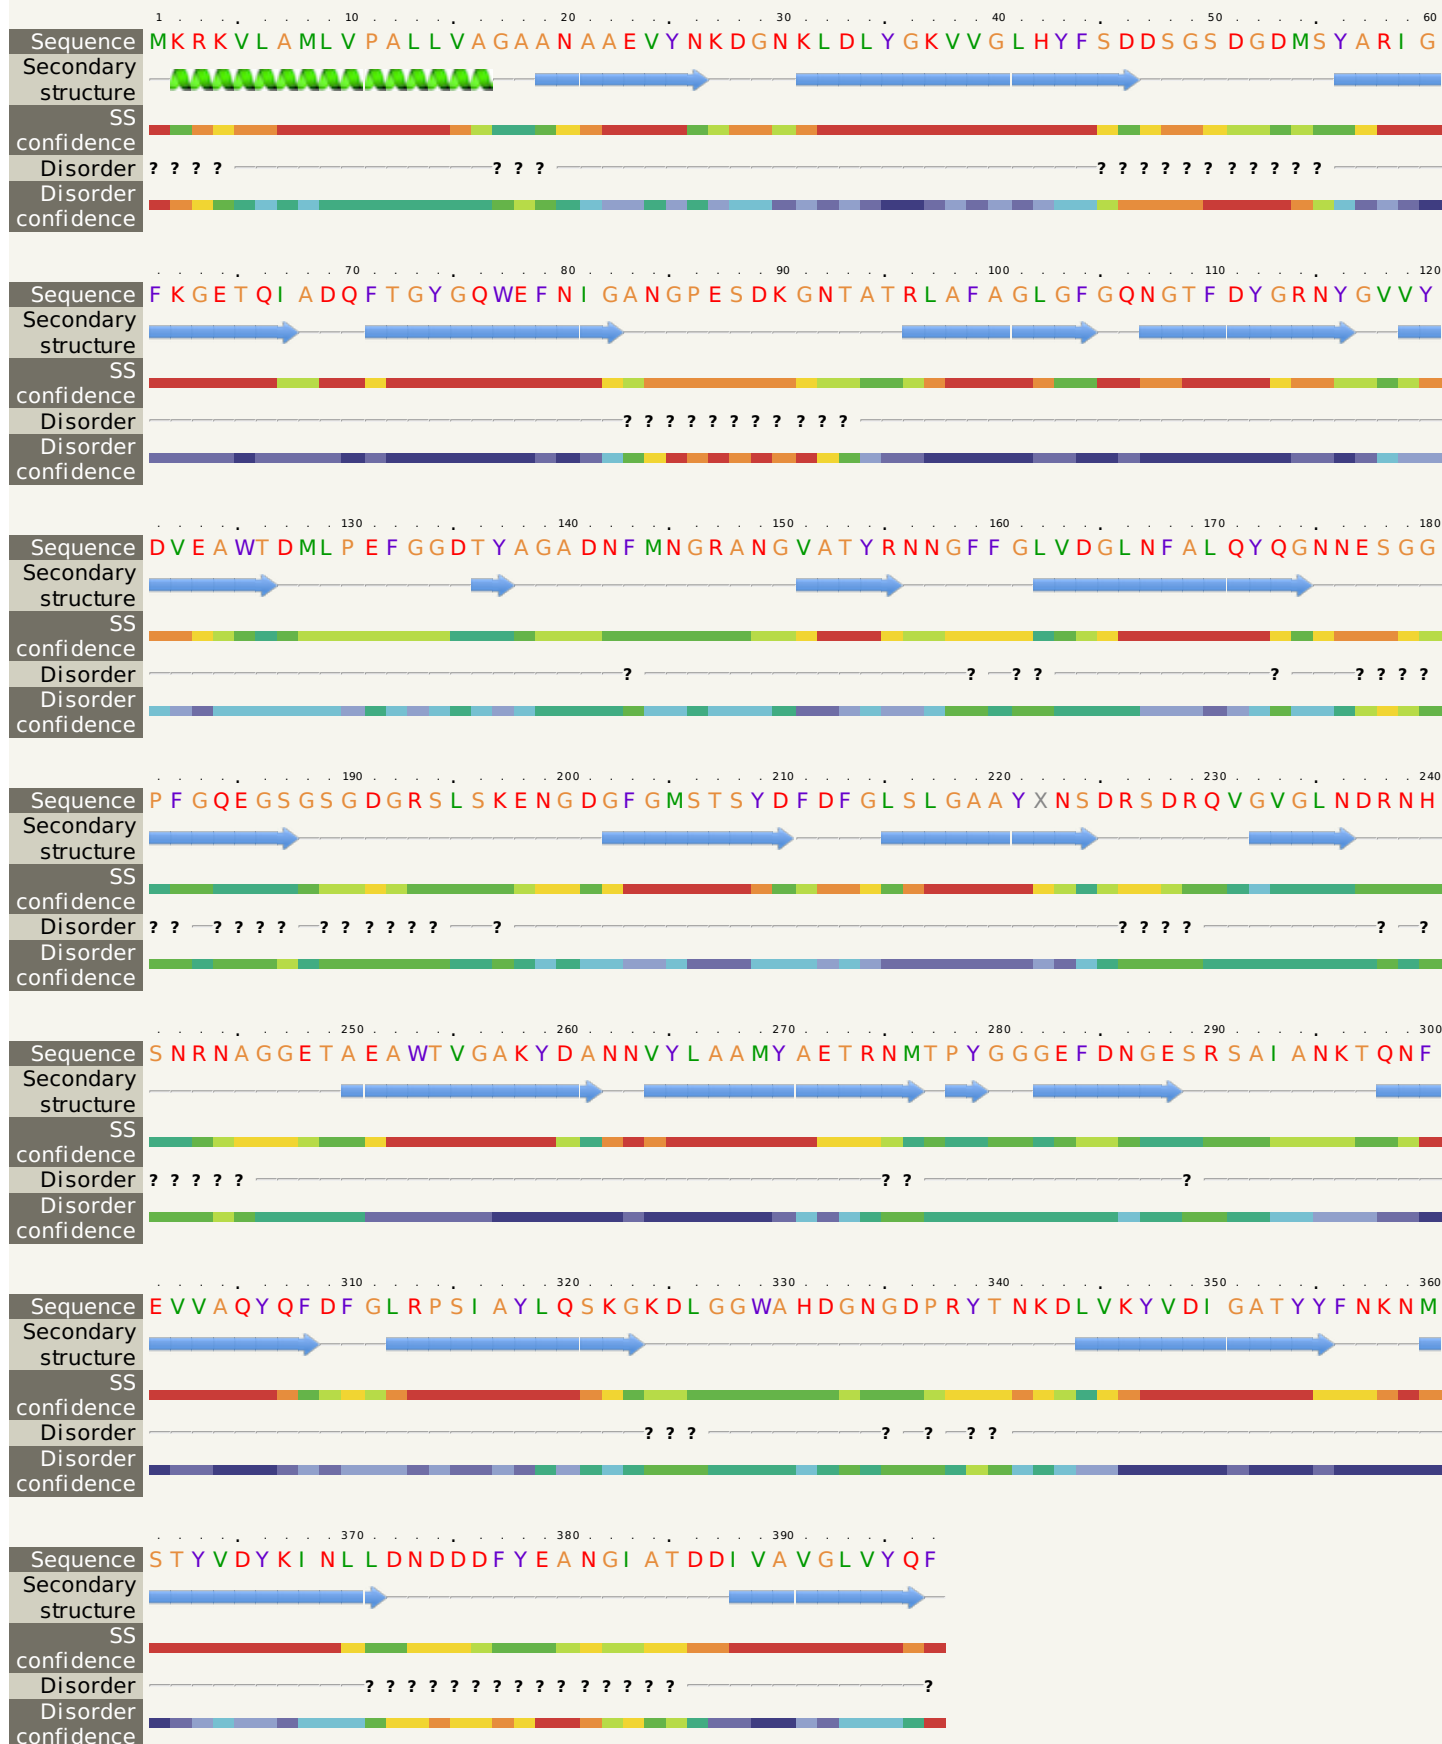 1 10 20 30 40 50 60
Sequence M K R K V L A M L V P A L L V A G A A N A A E V Y N K D G N K L D L Y G K V V G L H Y F S D D S G S D G D M S Y A R I G
Secondary
structure
SS
confidence
Disorder ? ? ? ? ? ? ? ? ? ? ? ? ? ? ? ? ? ?
Disorder
confidence
70 80 90 100 110 120
Sequence F K G E T Q I A D Q F T G Y G Q W E F N I G A N G P E S D K G N T A T R L A F A G L G F G Q N G T F D Y G R N Y G V V Y
Secondary
structure
SS
confidence
Disorder ? ? ? ? ? ? ? ? ? ? ?
Disorder
confidence
130 140 150 160 170 180
Sequence D V E A W T D M L P E F G G D T Y A G A D N F M N G R A N G V A T Y R N N G F F G L V D G L N F A L Q Y Q G N N E S G G
Secondary
structure
SS
confidence
Disorder ? ? ? ? ? ? ? ? ?
Disorder
confidence
190 200 210 220 230 240
Sequence P F G Q E G S G S G D G R S L S K E N G D G F G M S T S Y D F D F G L S L G A A Y X N S D R S D R Q V G V G L N D R N H
Secondary
structure
SS
confidence
Disorder ? ? ? ? ? ? ? ? ? ? ? ? ? ? ? ? ? ? ?
Disorder
confidence
250 260 270 280 290 300
Sequence S N R N A G G E T A E A W T V G A K Y D A N N V Y L A A M Y A E T R N M T P Y G G G E F D N G E S R S A I A N K T Q N F
Secondary
structure
SS
confidence
Disorder ? ? ? ? ? ? ? ?
Disorder
confidence
310 320 330 340 350 360
Sequence E V V A Q Y Q F D F G L R P S I A Y L Q S K G K D L G G W A H D G N G D P R Y T N K D L V K Y V D I G A T Y Y F N K N M
Secondary
structure
SS
confidence
Disorder ? ? ? ? ? ? ?
Disorder
confidence
370 380 390
Sequence S T Y V D Y K I N L L D N D D D F Y E A N G I A T D D I V A V G L V Y Q F
Secondary
structure
SS
confidence
Disorder ? ? ? ? ? ? ? ? ? ? ? ? ? ? ? ?
Disorder
confidence